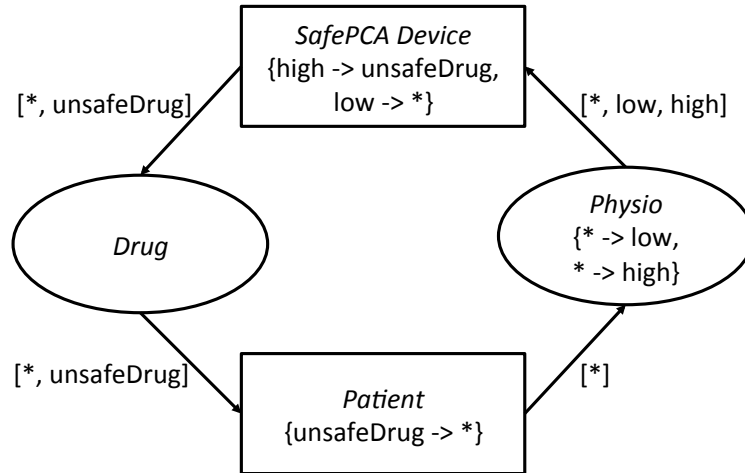 SafePCA Device
{high -> unsafeDrug,
low -> *}
[*, unsafeDrug]
[*, low, high]
Drug
Physio
{* -> low,
* -> high}
[*, unsafeDrug]
[*]
Patient
{unsafeDrug -> *}